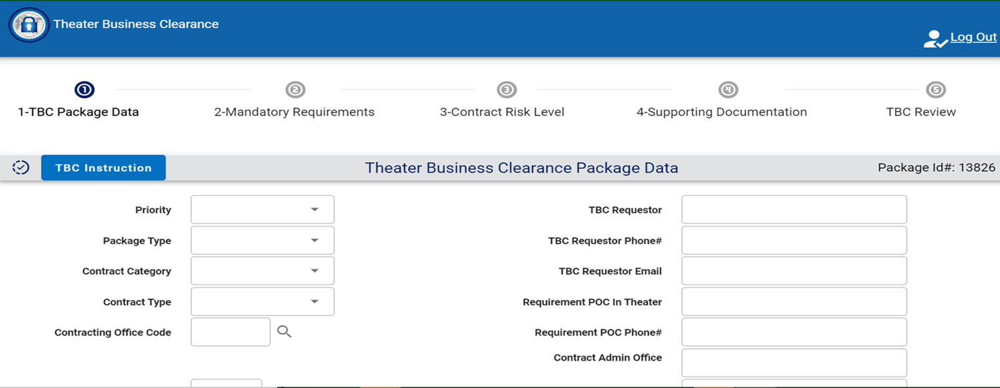 Theater Business Clearance
Log Out
1 2 3 4 5
1-TBC Package Data 2-Mandatory Requirements 3-Contract Risk Level 4-Supporting Documentation TBC Review
TBC Instruction Theater Business Clearance Package Data Package Id#: 13826
Priority TBC Requestor
Package Type TBC Requestor Phone#
Contract Category TBC Requestor Email
Contract Type Requirement POC In Theater
Contracting Office Code Requirement POC Phone#
Contract Admin Office